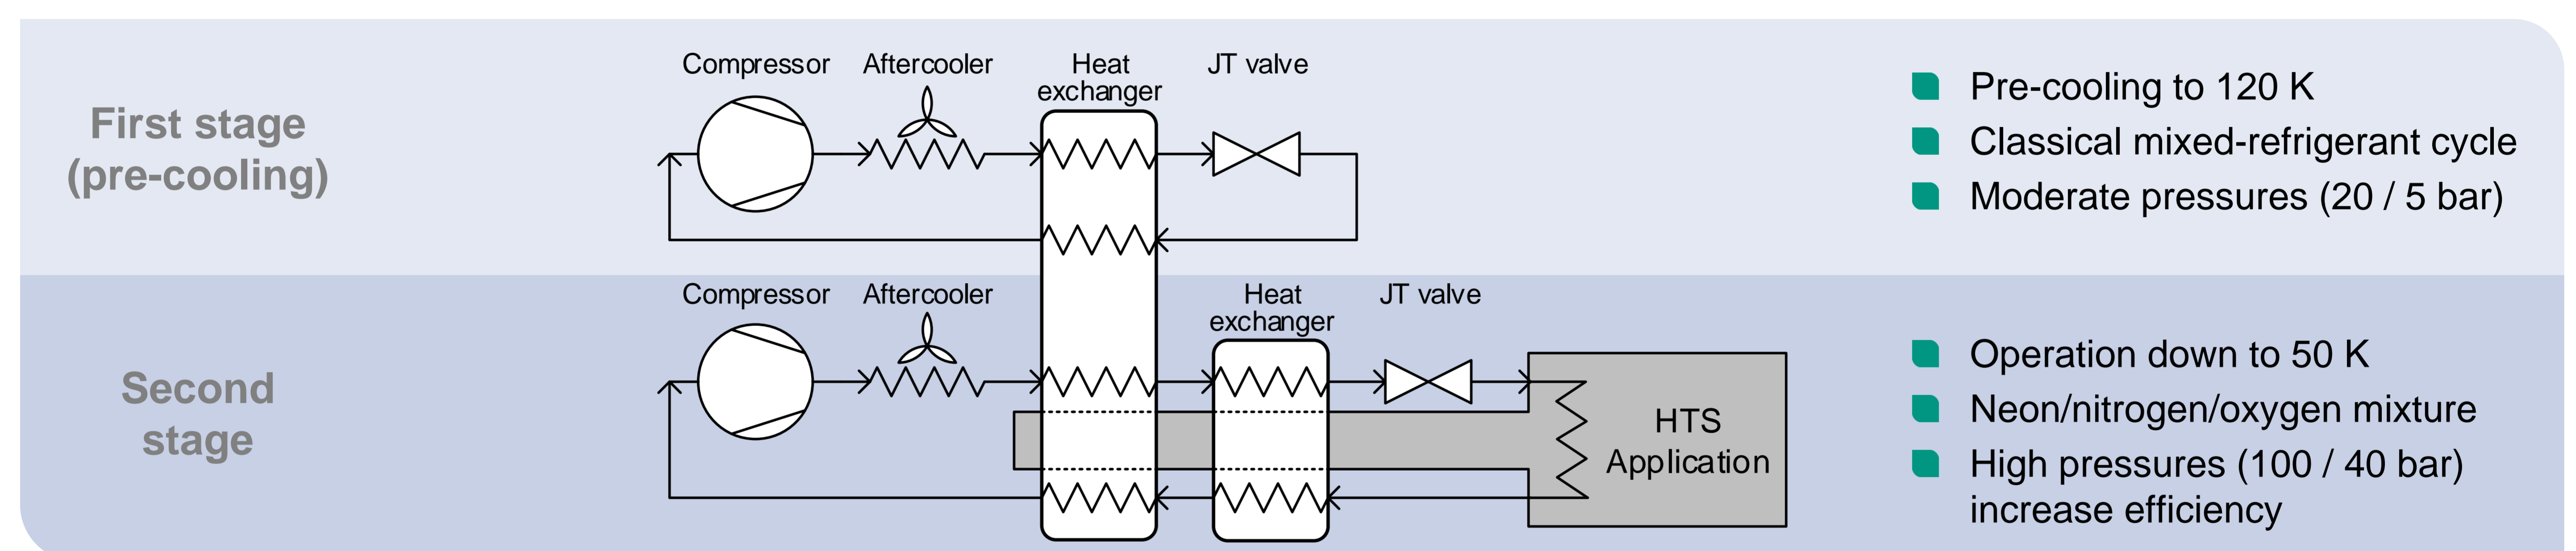 First stage
(pre-cooling)
Compressor
Aftercooler
Heat
exchanger
JT valve
Pre-cooling to 120 K
Classical mixed-refrigerant cycle
Moderate pressures (20 / 5 bar)
Second
stage
Compressor
Aftercooler
Heat
exchanger
JT valve
HTS
Application
Operation down to 50 K
Neon/nitrogen/oxygen mixture
High pressures (100 / 40 bar)
increase efficiency